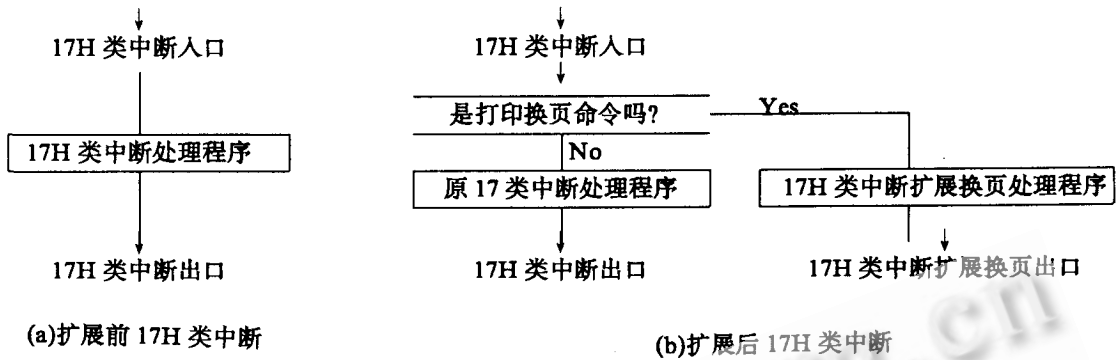 17H 类中断入口
17H 类中断处理程序
17H 类中断出口
(a)扩展前 17H 类中断
17H 类中断入口
是打印换页命令吗?
Yes
No
原 17 类中断处理程序
17H 类中断扩展换页处理程序
17H 类中断出口
17H 类中断扩展换页出口
(b)扩展后 17H 类中断
.cn